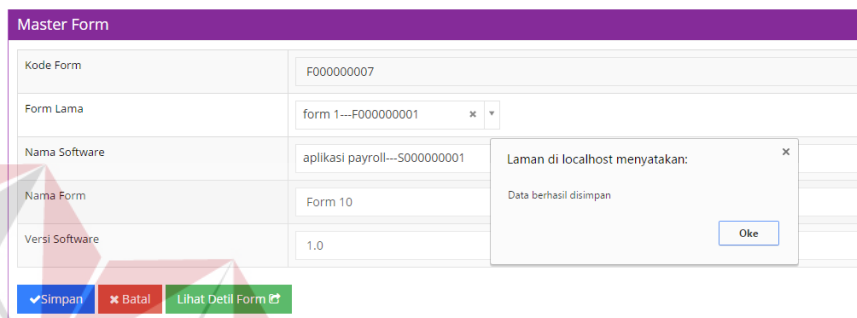 Master Form
Kode Form
F000000007
Form Lama
form 1---F000000001
Nama Software
aplikasi payroll---S000000001
Laman di localhost menyatakan:
Data berhasil disimpan
Oke
Nama Form
Form 10
Versi Software
1.0
Simpan
Batal
Lihat Detil Form